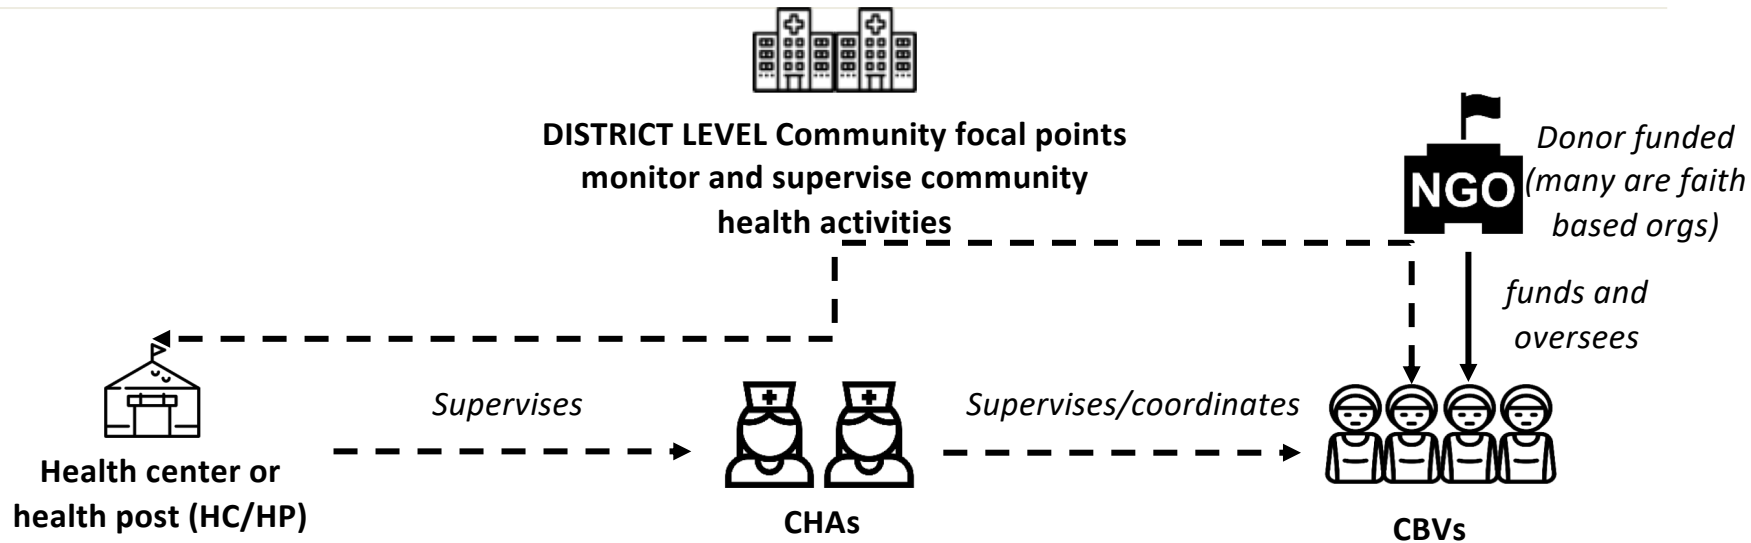 DISTRICT LEVEL Community focal points
monitor and supervise community
health activities
NGO
Donor funded
(many are faith
based orgs)
funds and
oversees
Supervises
Supervises/coordinates
Health center or
health post (HC/HP)
CHAs
CBVs